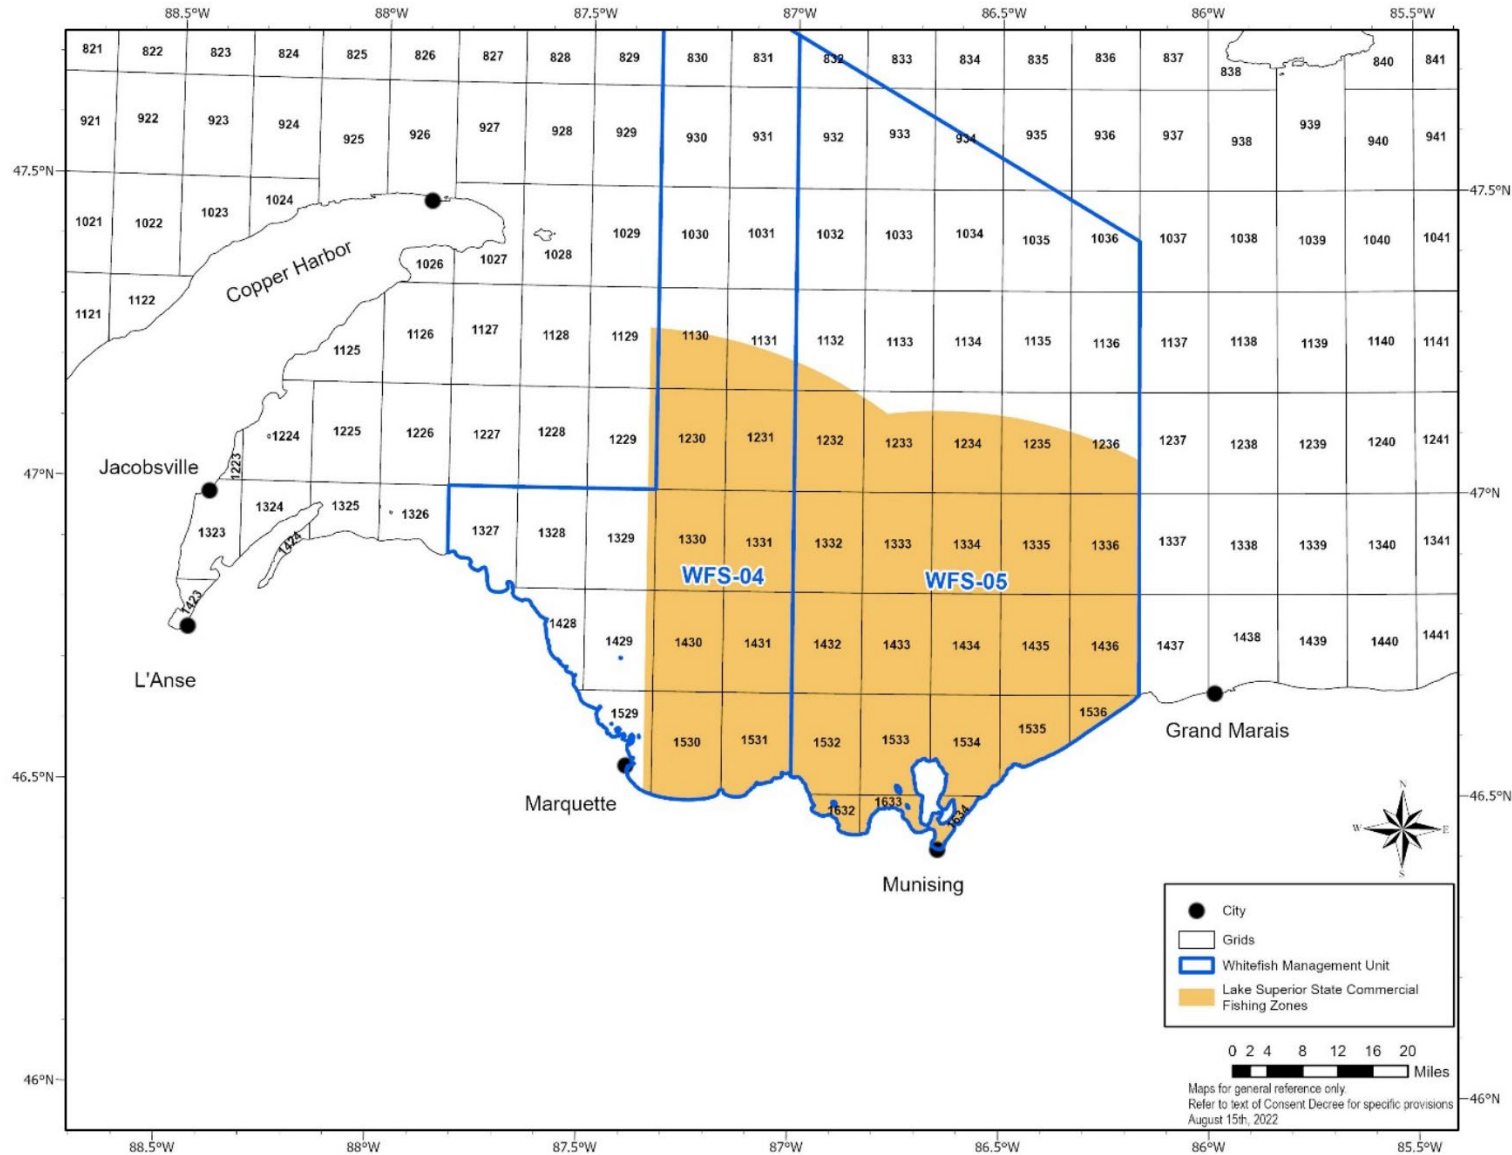 88.5°W 88°W 87.5°W 87°W 86.5°W 86°W 85.5°W
821 822 823 824 825 826 827 828 829 830 831 832 833 834 835 836 837 838 840 841
921 922 923 924 925 926 927 928 929 930 931 932 933 934 935 936 937 938 939 940 941
47.5°N 47.5°N
1021 1022 1023 1024 1026 1027 1028 1029 1030 1031 1032 1033 1034 1035 1036 1037 1038 1039 1040 1041
Copper Harbor
1121 1122 1125 1126 1127 1128 1129 1130 1131 1132 1133 1134 1135 1136 1137 1138 1139 1140 1141
1223 1224 1225 1226 1227 1228 1229 1230 1231 1232 1233 1234 1235 1236 1237 1238 1239 1240 1241
Jacobsville
47°N 47°N
1323 1324 1325 1326 1327 1328 1329 1330 1331 1332 1333 1334 1335 1336 1337 1338 1339 1340 1341
WFS-04 WFS-05
1423 1424 1428 1429 1430 1431 1432 1433 1434 1435 1436 1437 1438 1439 1440 1441
L'Anse
1529 1530 1531 1532 1533 1534 1535 1536
Grand Marais
46.5°N 46.5°N
Marquette
1632 1633 1634
Munising
N
W E
S
City
Grids
Whitefish Management Unit
Lake Superior State Commercial
Fishing Zones
0 2 4 8 12 16 20
Miles
46°N 46°N
Maps for general reference only.
Refer to text of Consent Decree for specific provisions
August 15th, 2022
88.5°W 88°W 87.5°W 87°W 86.5°W 86°W 85.5°W